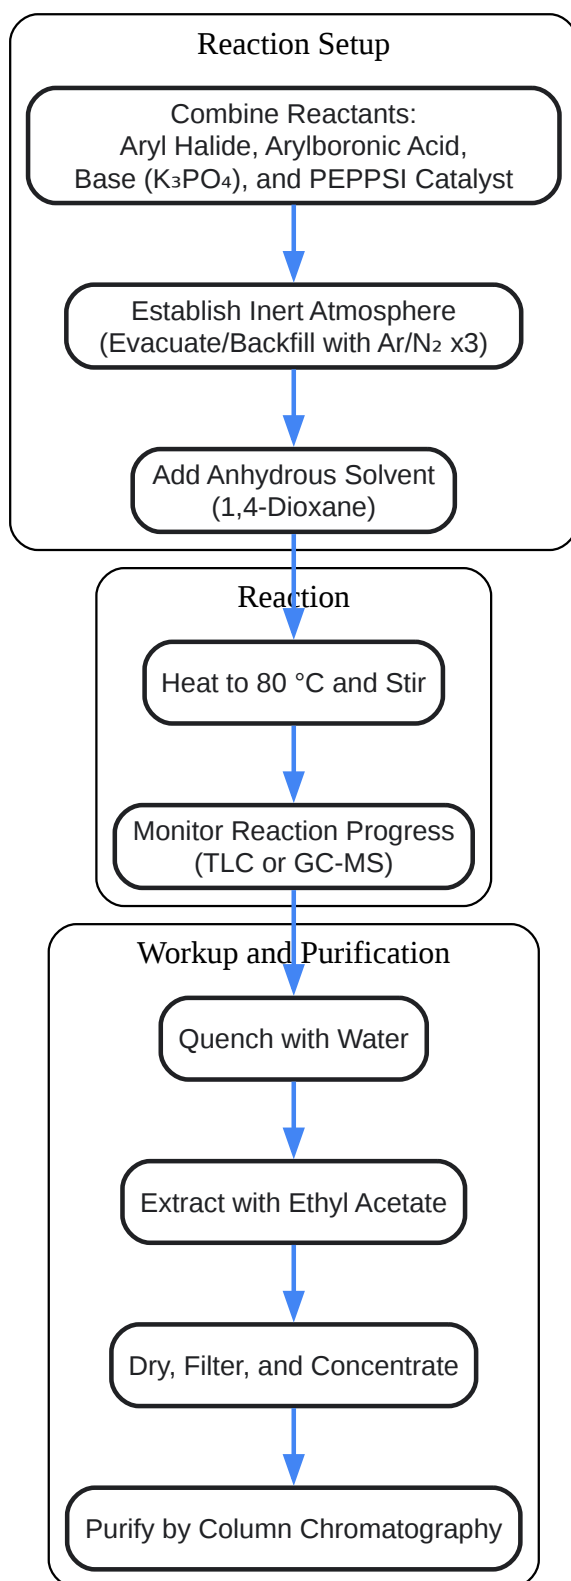 Reaction Setup
Combine Reactants:
Aryl Halide, Arylboronic Acid,
Base (K₃PO₄), and PEPPSI Catalyst
Establish Inert Atmosphere
(Evacuate/Backfill with Ar/N₂ x3)
Add Anhydrous Solvent
(1,4-Dioxane)
Reaction
Heat to 80 °C and Stir
Monitor Reaction Progress
(TLC or GC-MS)
Workup and Purification
Quench with Water
Extract with Ethyl Acetate
Dry, Filter, and Concentrate
Purify by Column Chromatography